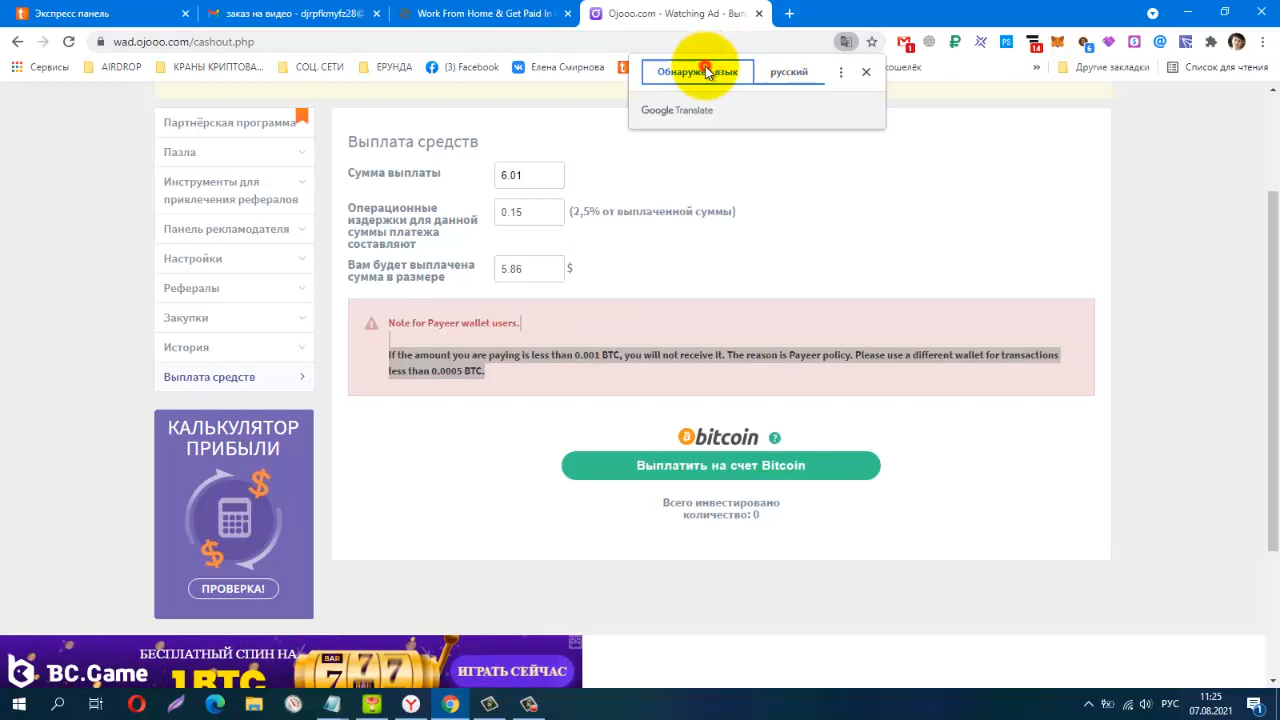 Экспресс панель
заказ на видео - djrpfkmyfz28@
Work From Home & Get Paid In
Ojooo.com - Watching Ad - Вып
wad.ojooo.com/cashout.php
Сервисы
AIRDROP
КРАНЫ КРИПТОВА...
СОЦ. СЕТИ
ЕРУНДА
(3) Facebook
Елена Смирнова
кошелёк
»
Другие закладки
Список для чтения
русский
Google Translate
Партнёрская программа
Пазла
Инструменты для
привлечения рефералов
Панель рекламодателя
Настройки
Рефералы
Закупки
История
Выплата средств
КАЛЬКУЛЯТОР
ПРИБЫЛИ
ПРОВЕРКА!
Выплата средств
Сумма выплаты
6.01
Операционные
издержки для данной
суммы платежа
составляют
0.15
(2,5% от выплаченной суммы)
Вам будет выплачена
сумма в размере
5.86
$
Note for Payeer wallet users.
If the amount you are paying is less than 0.001 BTC, you will not receive it. The reason is Payeer policy. Please use a different wallet for transactions
less than 0.0005 BTC.
bitcoin
Выплатить на счет Bitcoin
Всего инвестировано
количество: 0
BC.Game
БЕСПЛАТНЫЙ СПИН НА
1BTC
BAR
777
ИГРАТЬ СЕЙЧАС
РУС
11:25
07.08.2021